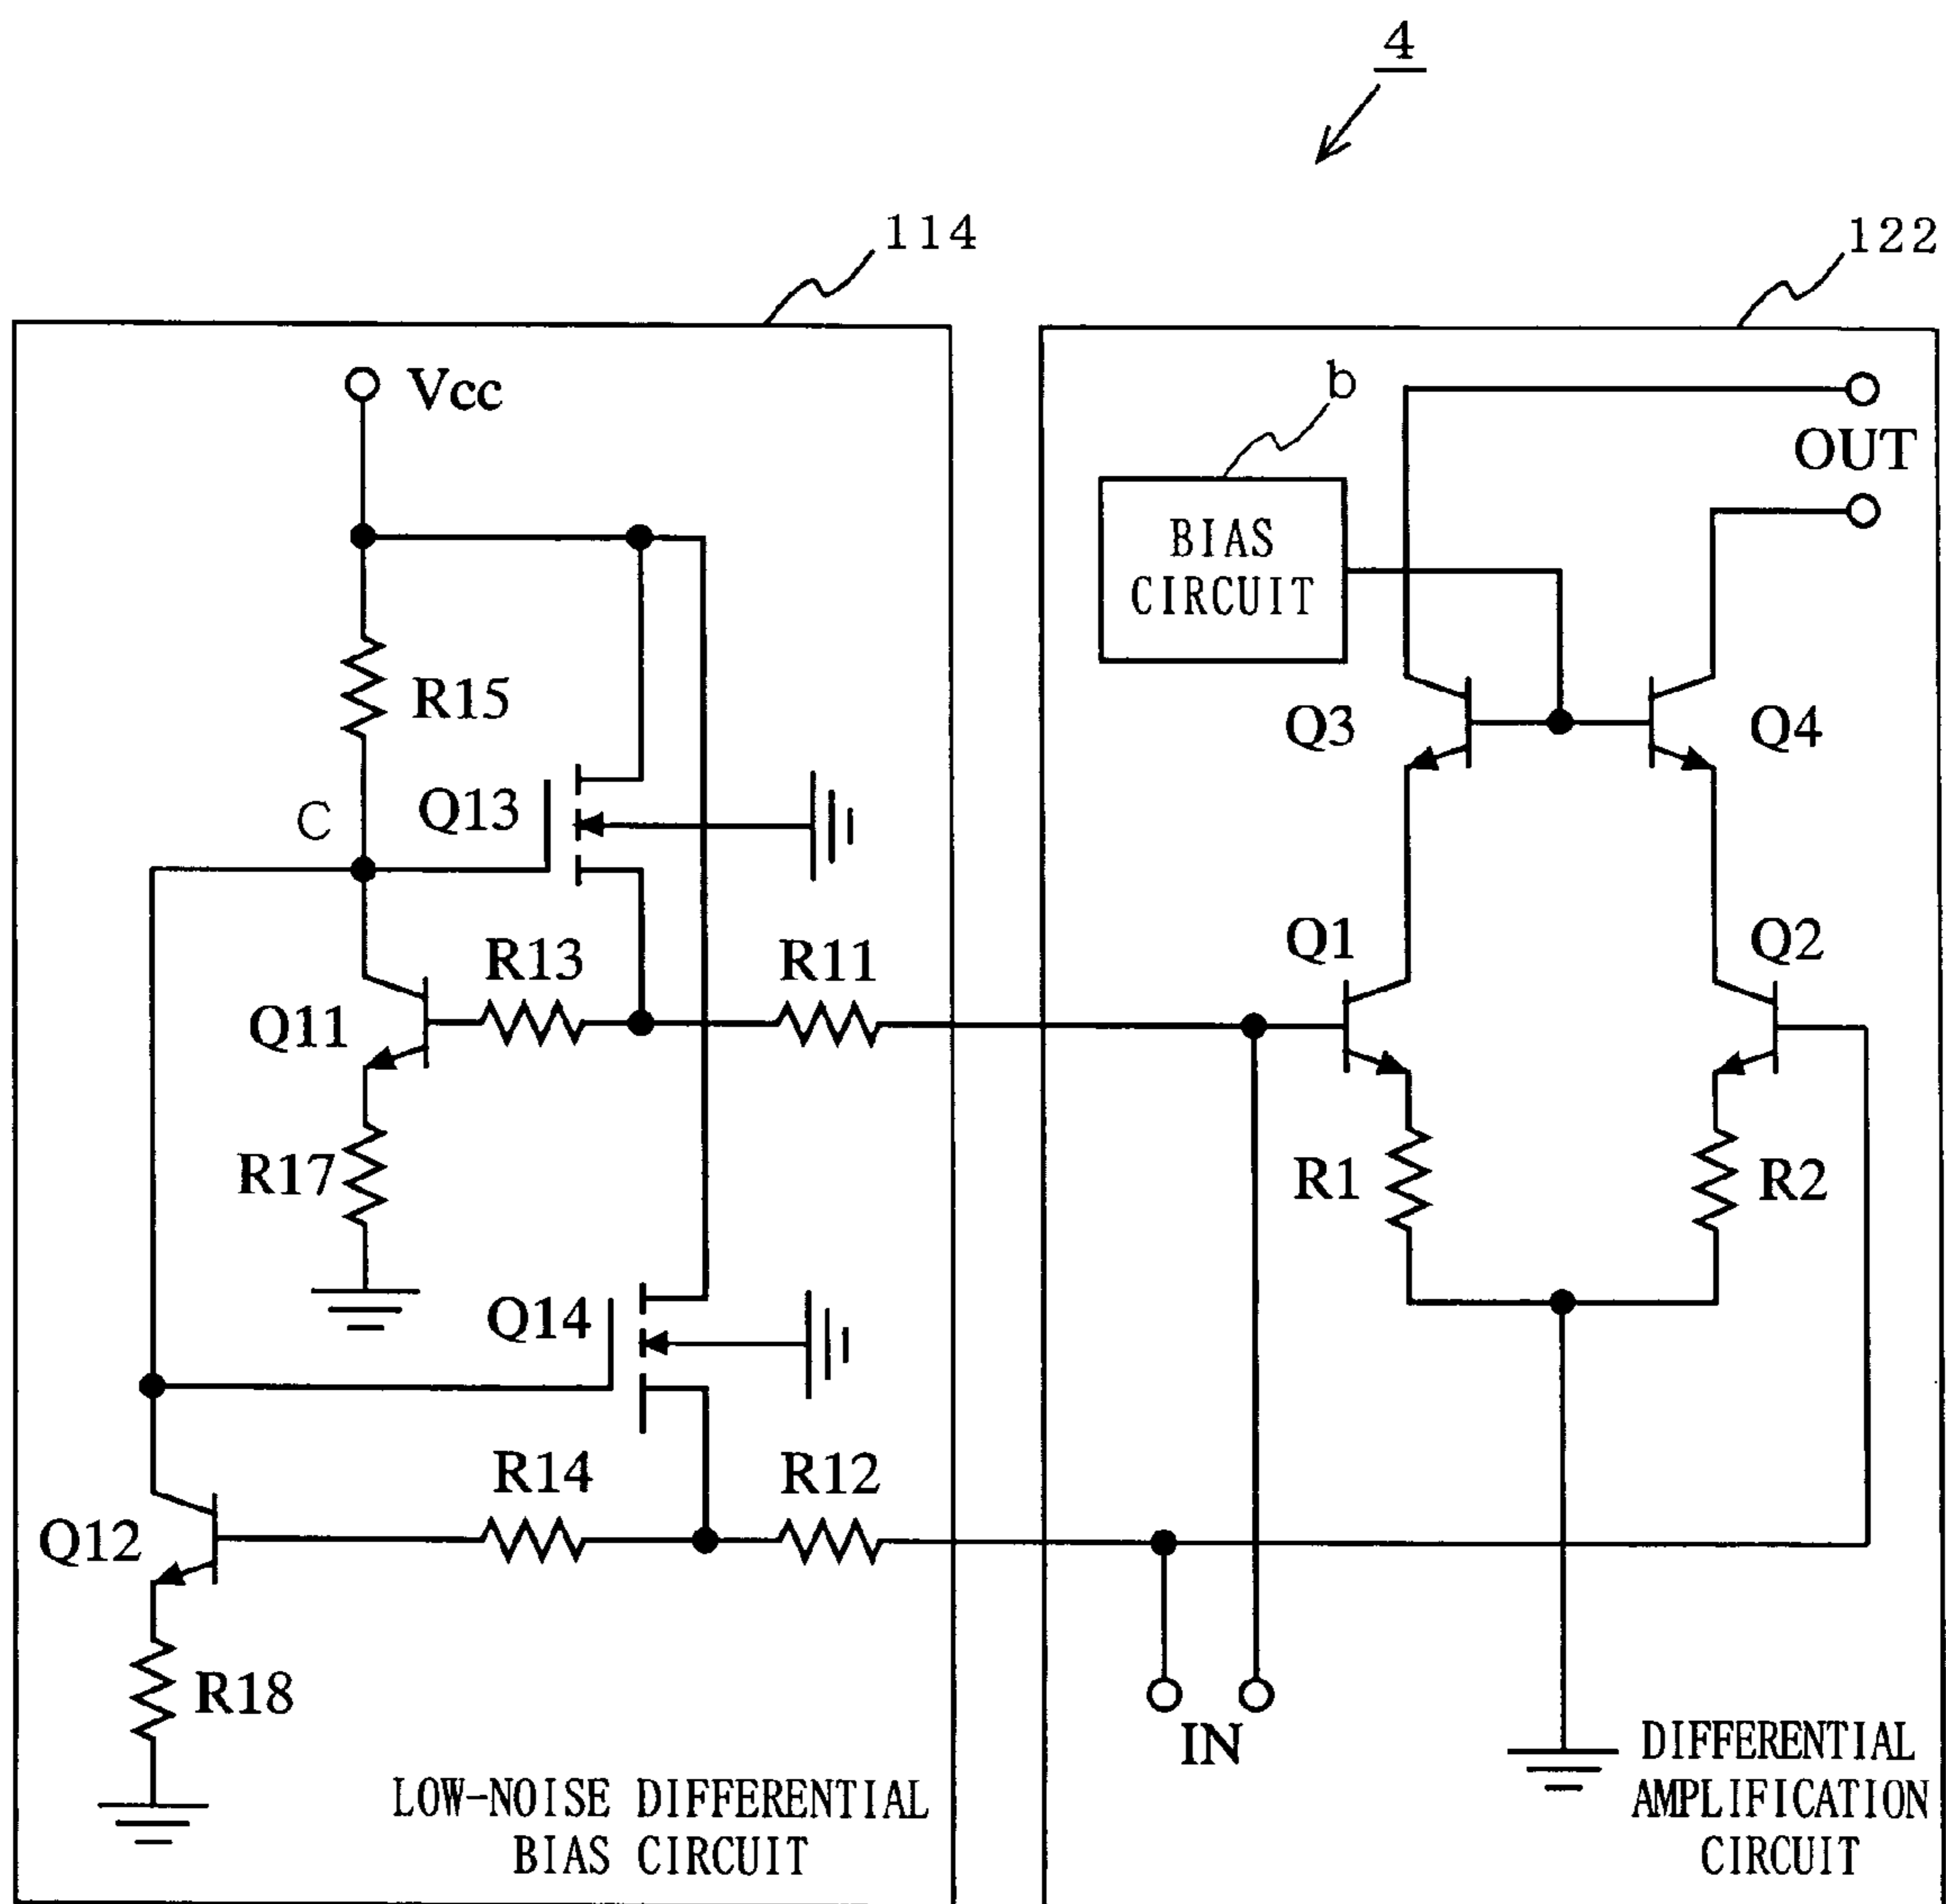 4
114
122
Vcc
b
OUT
BIAS
CIRCUIT
R15
Q3
Q4
C
Q13
R13
R11
Q1
Q2
Q11
R17
R1
R2
Q14
R14
R12
Q12
R18
IN
LOW-NOISE DIFFERENTIAL
BIAS CIRCUIT
DIFFERENTIAL
AMPLIFICATION
CIRCUIT